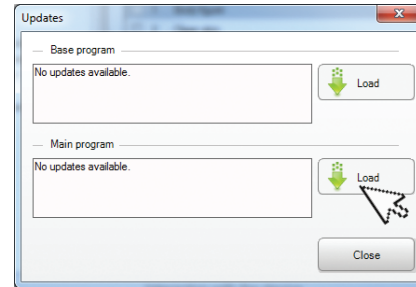 Updates
Base program
No updates available.
Load
Main program
No updates available.
Load
Close